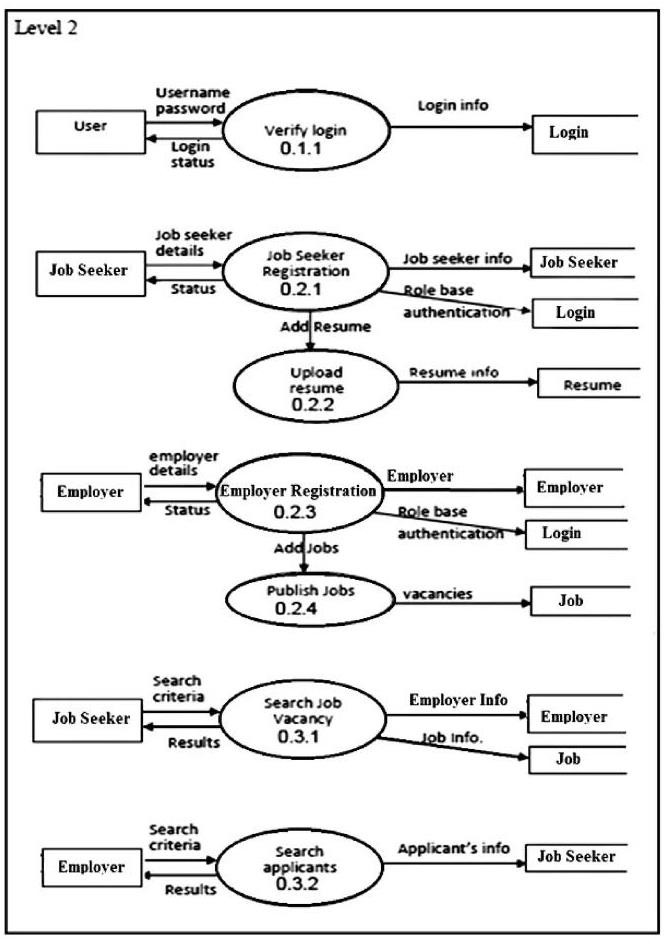 Level 2
Username
password
User
Login
status
Verify login
0.1.1
Login info
Login
Job seeker
details
Job Seeker
Status
Job Seeker
Registration
0.2.1
Job seeker info
Job Seeker
Role base
authentication
Login
Add Resume
Upload
resume
0.2.2
Resume info
Resume
employer
details
Employer
Status
Employer Registration
0.2.3
Employer
Employer
Role base
authentication
Login
Add Jobs
Publish Jobs
0.2.4
vacancies
Job
Search
criteria
Job Seeker
Results
Search Job
Vacancy
0.3.1
Employer Info
Employer
Job Info.
Job
Search
criteria
Employer
Results
Search
applicants
0.3.2
Applicant's info
Job Seeker